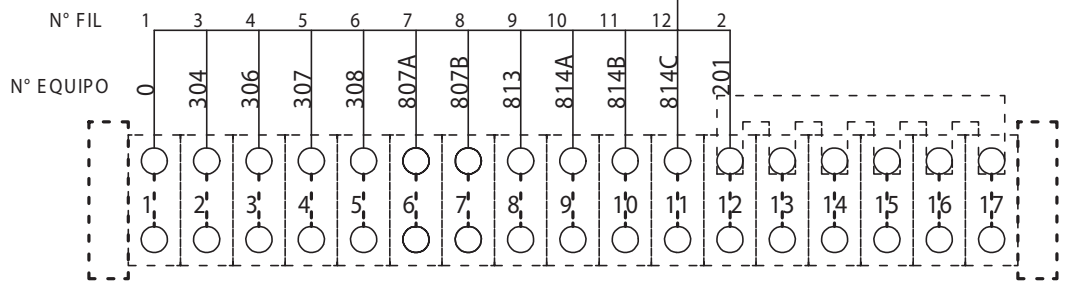 N° FIL 1 3 4 5 6 7 8 9 10 11 12 2
N° EQUIPO 0 304 306 307 308 807A 807B 813 814A 814B 814C 201
1 2 3 4 5 6 7 8 9 10 11 12 13 14 15 16 17